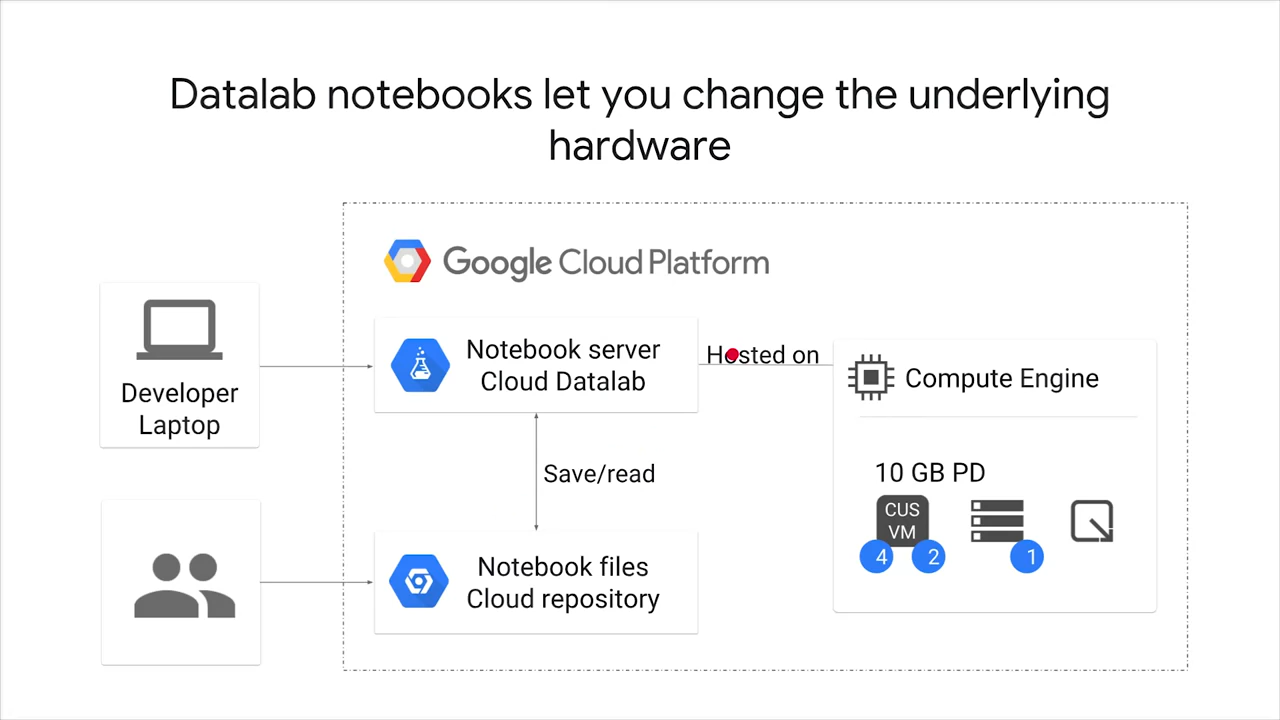 Datalab notebooks let you change the underlying
hardware
Google Cloud Platform
Developer
Laptop
Notebook server
Cloud Datalab
Hosted on
Compute Engine
Save/read
10 GB PD
CUS
VM
4
2
1
Notebook files
Cloud repository